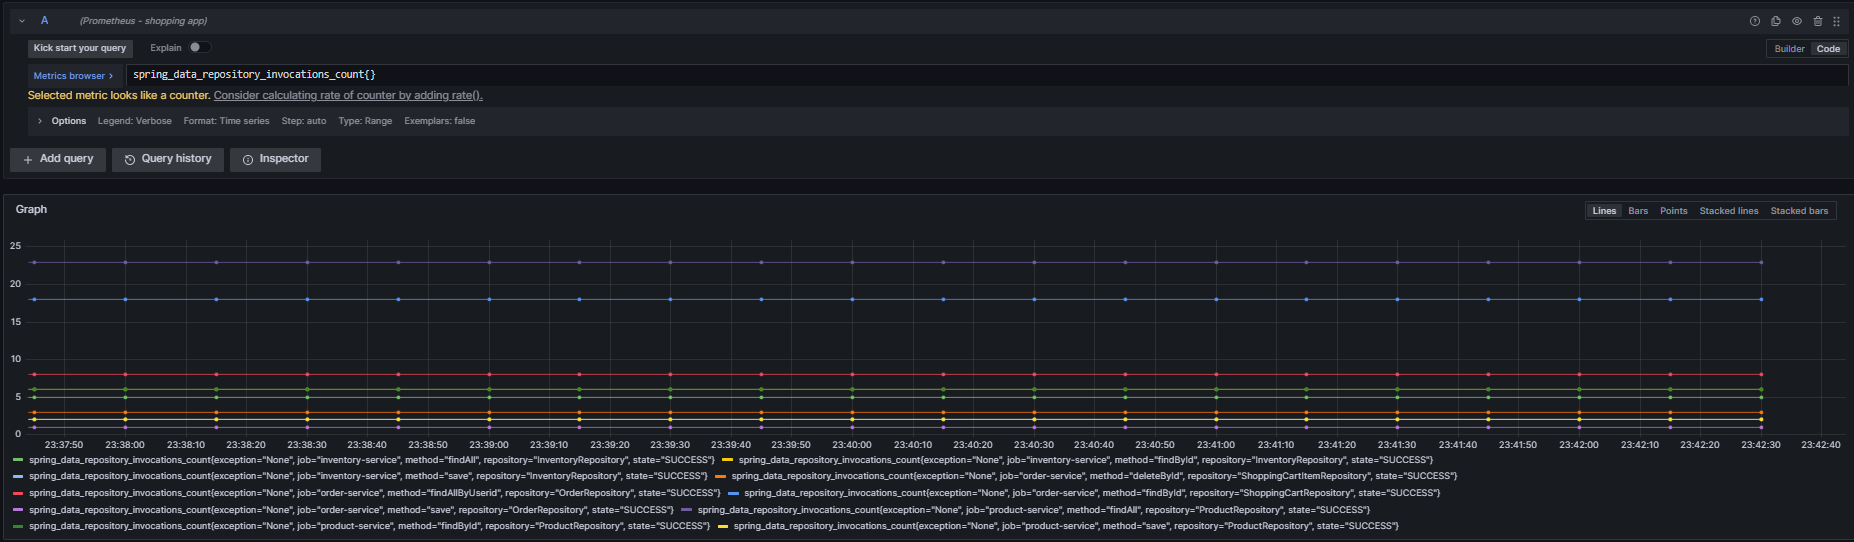 A (Prometheus - shopping app)
Kick start your query Explain Builder Code
Metrics browser > spring_data_repository_invocations_count{}
Selected metric looks like a counter. Consider calculating rate of counter by adding rate().
> Options Legend: Verbose Format: Time series Step: auto Type: Range Exemplars: false
+ Add query Query history Inspector
Graph
Lines Bars Points Stacked lines Stacked bars
25
20
15
10
5
0
23:37:50 23:38:00 23:38:10 23:38:20 23:38:30 23:38:40 23:38:50 23:39:00 23:39:10 23:39:20 23:39:30 23:39:40 23:39:50 23:40:00 23:40:10 23:40:20 23:40:30 23:40:40 23:40:50 23:41:00 23:41:10 23:41:20 23:41:30 23:41:40 23:41:50 23:42:00 23:42:10 23:42:20 23:42:30 23:42:40
spring_data_repository_invocations_count{exception="None", job="inventory-service", method="findAll", repository="InventoryRepository", state="SUCCESS"} spring_data_repository_invocations_count{exception="None", job="inventory-service", method="findById", repository="InventoryRepository", state="SUCCESS"}
spring_data_repository_invocations_count{exception="None", job="inventory-service", method="save", repository="InventoryRepository", state="SUCCESS"} spring_data_repository_invocations_count{exception="None", job="order-service", method="deleteById", repository="ShoppingCartItemRepository", state="SUCCESS"}
spring_data_repository_invocations_count{exception="None", job="order-service", method="findAllByUserid", repository="OrderRepository", state="SUCCESS"} spring_data_repository_invocations_count{exception="None", job="order-service", method="findById", repository="ShoppingCartRepository", state="SUCCESS"}
spring_data_repository_invocations_count{exception="None", job="order-service", method="save", repository="OrderRepository", state="SUCCESS"} spring_data_repository_invocations_count{exception="None", job="product-service", method="findAll", repository="ProductRepository", state="SUCCESS"}
spring_data_repository_invocations_count{exception="None", job="product-service", method="findById", repository="ProductRepository", state="SUCCESS"} spring_data_repository_invocations_count{exception="None", job="product-service", method="save", repository="ProductRepository", state="SUCCESS"}